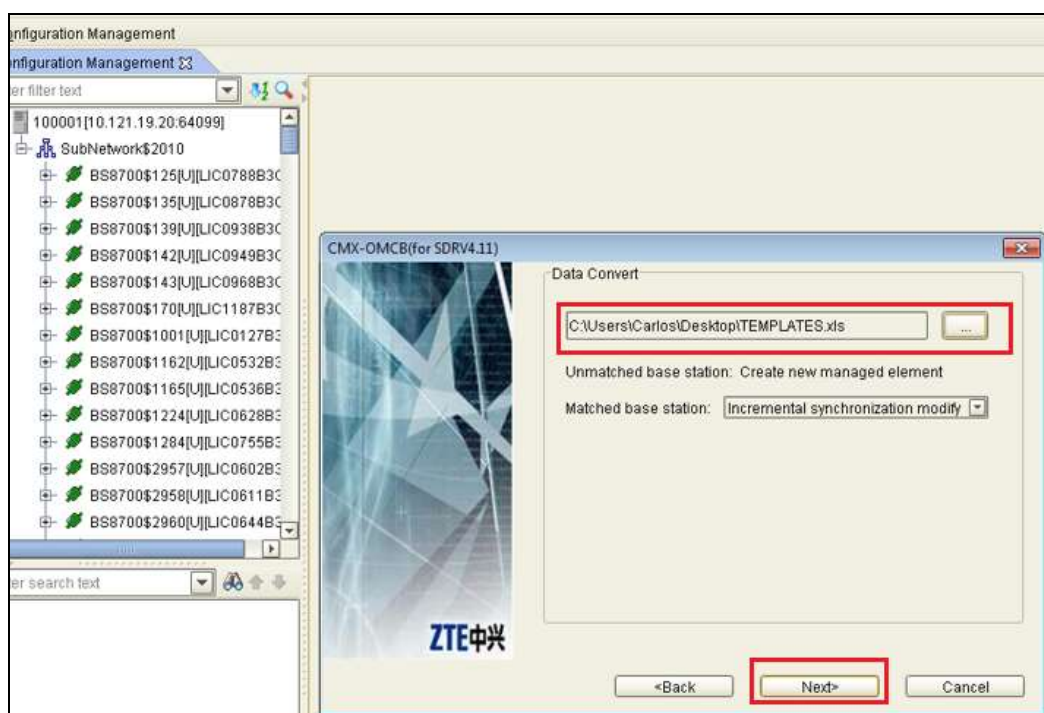 nfiguration Management
nfiguration Management
er filter text
100001[10.121.19.20:64099]
SubNetwork$2010
BS8700$125[U][LIC0788B3C
BS8700$135[U][LIC0878B3C
BS8700$139[U][LIC0938B3C
BS8700$142[U][LIC0949B3C
BS8700$143[U][LIC0968B3C
BS8700$170[U][LIC1187B3C
BS8700$1001[U][LIC0127B3
BS8700$1162[U][LIC0532B3
BS8700$1165[U][LIC0536B3
BS8700$1224[U][LIC0628B3
BS8700$1284[U][LIC0755B3
BS8700$2957[U][LIC0602B3
BS8700$2958[U][LIC0611B3
BS8700$2960[U][LIC0644B3
er search text
CMX-OMCB(for SDRV4.11)
Data Convert
C:\Users\Carlos\Desktop\TEMPLATES.xls
...
Unmatched base station: Create new managed element
Matched base station: Incremental synchronization modify
ZTE中兴
<Back
Next>
Cancel